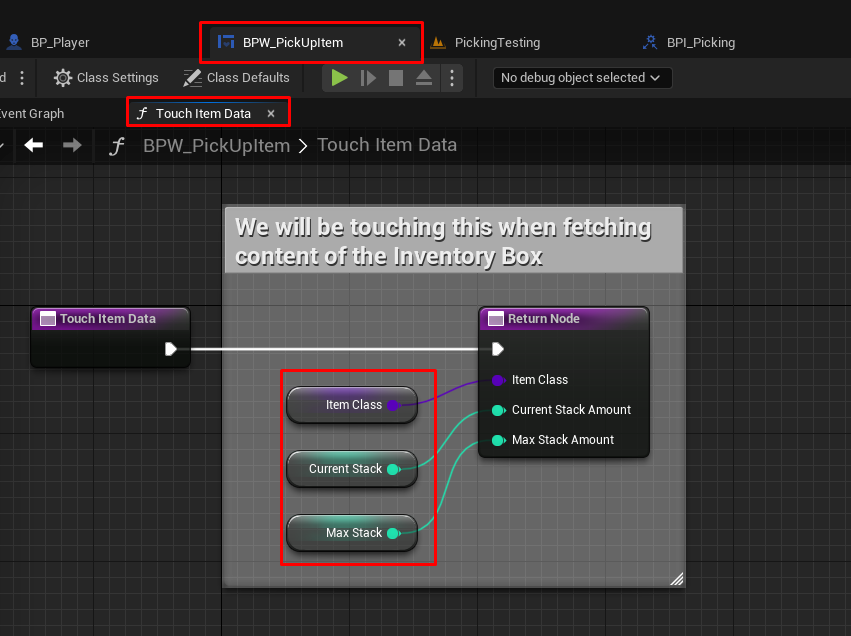 BP_Player
BPW_PickUpItem
PickingTesting
BPI_Picking
Class Settings
Class Defaults
No debug object selected
Event Graph
Touch Item Data
BPW_PickUpItem > Touch Item Data
We will be touching this when fetching
content of the Inventory Box
Touch Item Data
Return Node
Item Class
Current Stack
Max Stack
Item Class
Current Stack Amount
Max Stack Amount